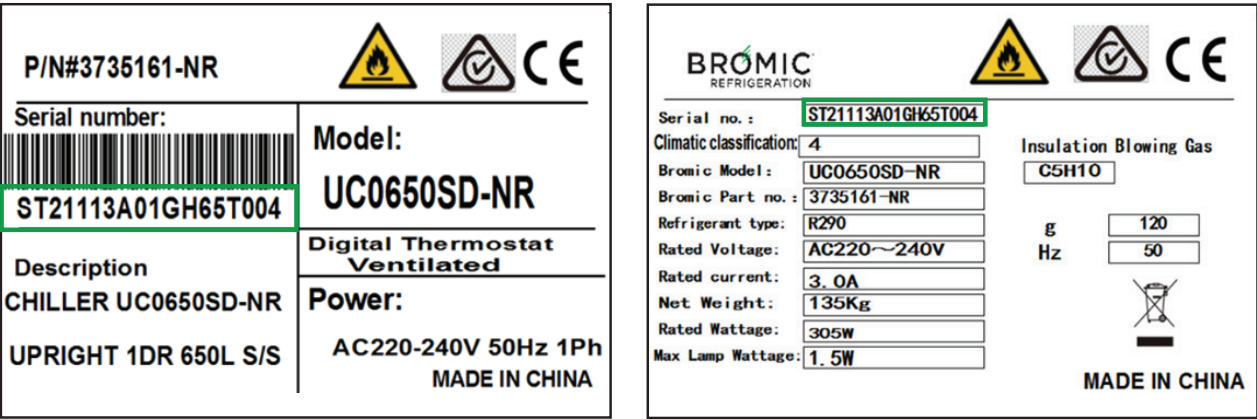 P/N#3735161-NR
CE
Serial number:
ST21113A01GH65T004
Model:
UC0650SD-NR
Digital Thermostat
Ventilated
Description
CHILLER UC0650SD-NR
UPRIGHT 1DR 650L S/S
Power:
AC220-240V 50Hz 1Ph
MADE IN CHINA
BROMIC
REFRIGERATION
CE
Serial no.: ST21113A01GH65T004
Climatic classification: 4
Bromic Model: UC0650SD-NR
Bromic Part no.: 3735161-NR
Refrigerant type: R290
Rated Voltage: AC220～240V
Rated current: 3.0A
Net Weight: 135Kg
Rated Wattage: 305W
Max Lamp Wattage: 1.5W
Insulation Blowing Gas
C5H10
g 120
Hz 50
MADE IN CHINA